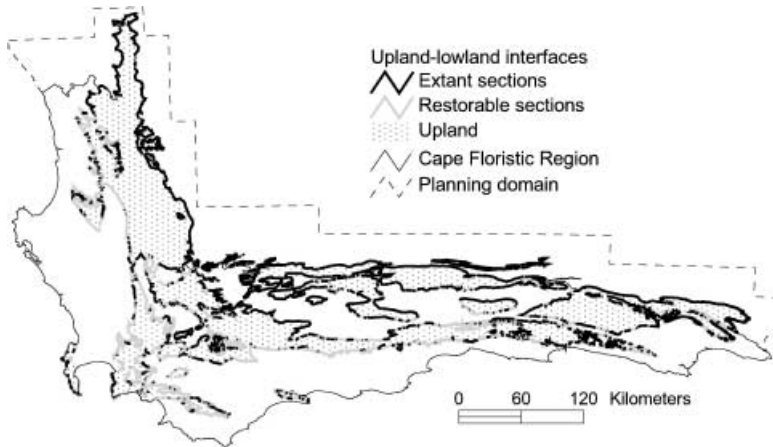 Upland-lowland interfaces
Extant sections
Restorable sections
Upland
Cape Floristic Region
Planning domain
0 60 120 Kilometers